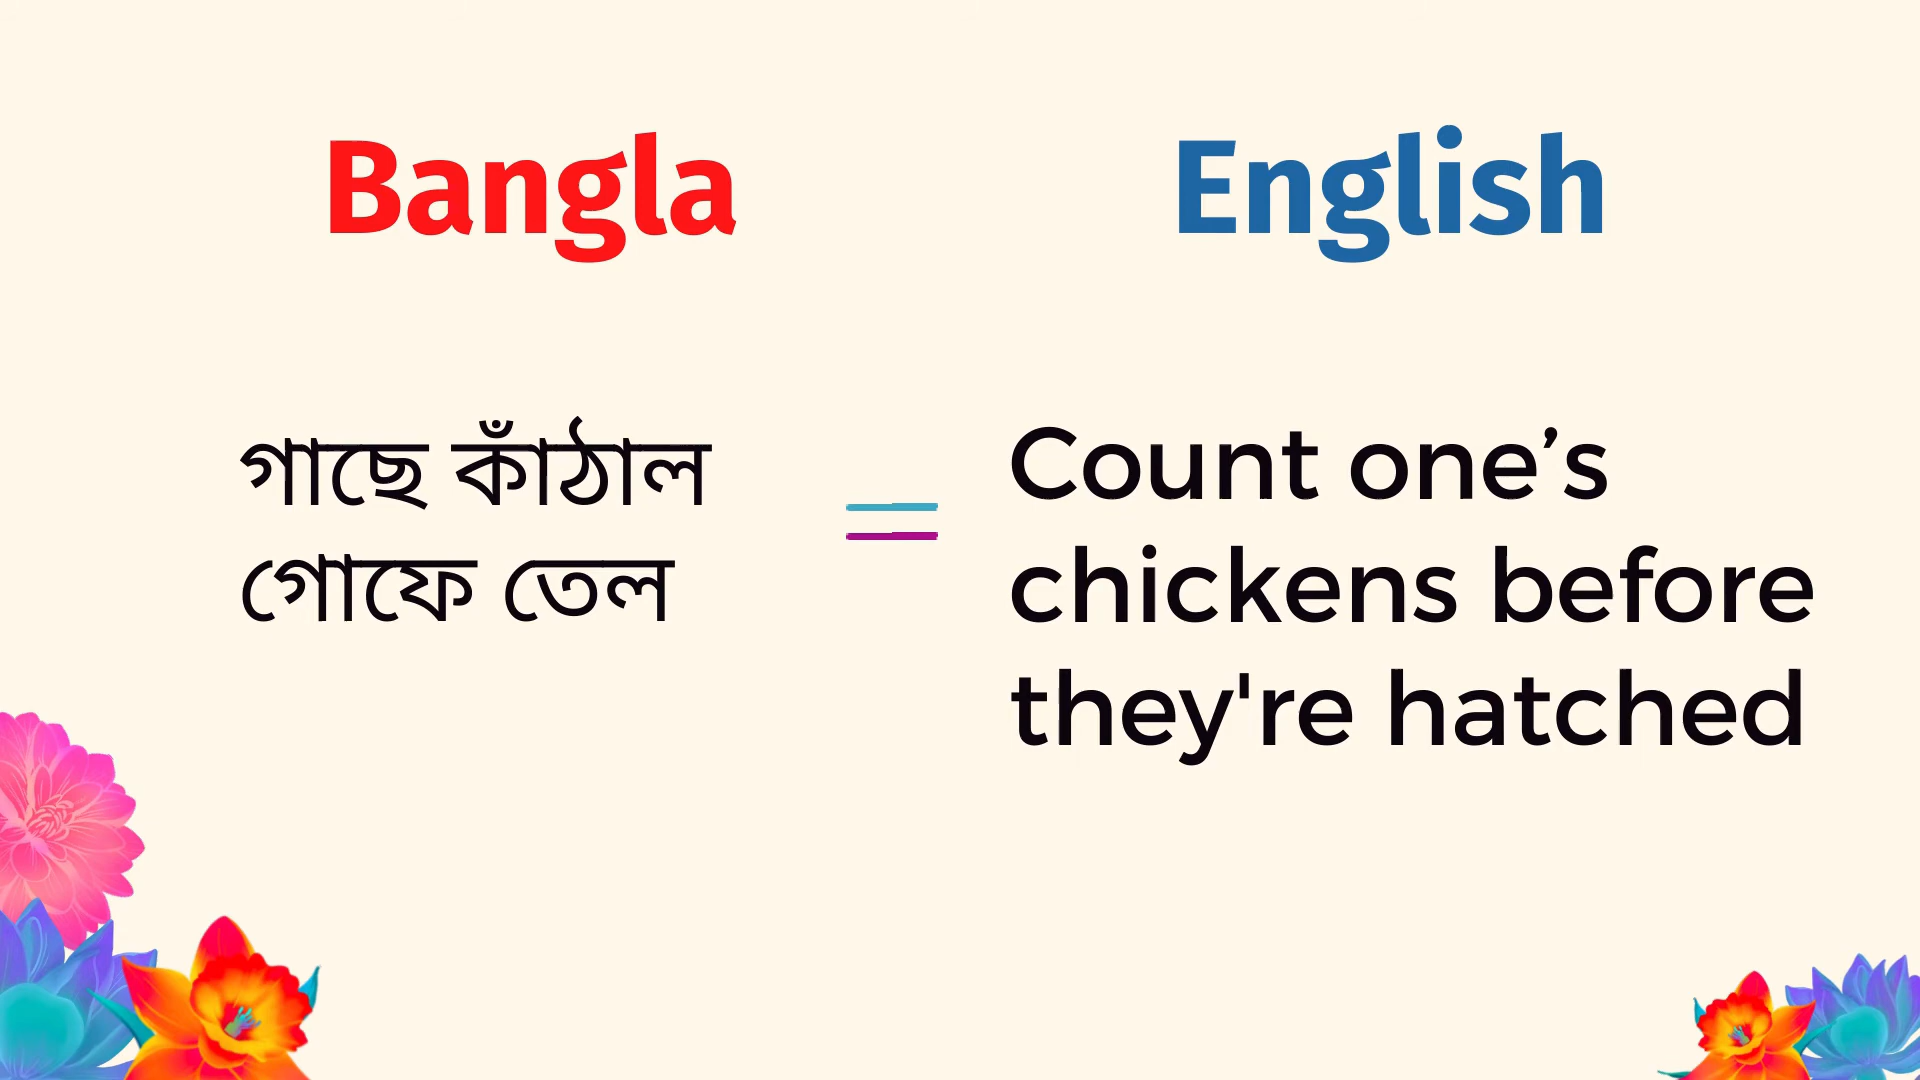 Bangla
English
গাছে কাঁঠাল
গোফে তেল
=
Count one’s
chickens before
they're hatched